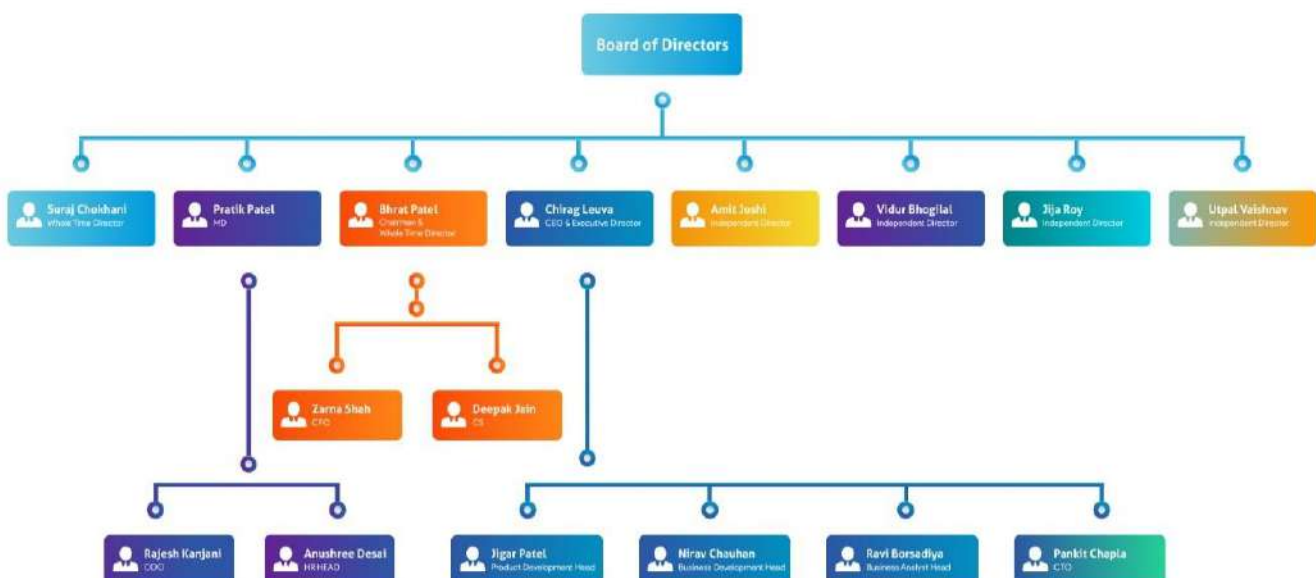 Board of Directors
Suraj Chokhani
Whole Time Director
Pratik Patel
MD
Bhrat Patel
Chairman &
Whole Time Director
Chirag Leuva
CEO & Executive Director
Amit Joshi
Independent Director
Vidur Bhogilal
Independent Director
Jija Roy
Independent Director
Utpal Vaishnav
Independent Director
Zarna Shah
CFO
Deepak Jain
CS
Rajesh Kanjani
Anushree Desai
HR HEAD
Jigar Patel
Product Development Head
Nirav Chauhan
Business Development Head
Ravi Borsadiya
Business Analyst Head
Pankit Chapla
CTO